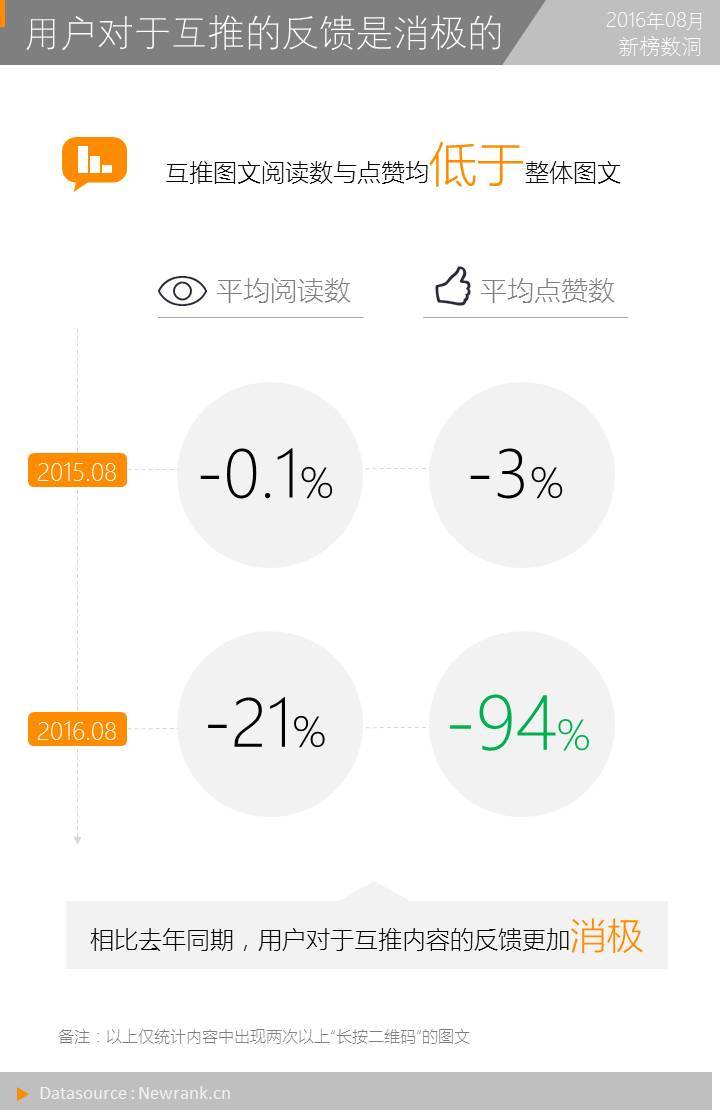 用户对于互推的反馈是消极的
2016年08月
新榜数洞
互推图文阅读数与点赞均低于整体图文
平均阅读数 平均点赞数
2015.08 -0.1% -3%
2016.08 -21% -94%
相比去年同期，用户对于互推内容的反馈更加消极
备注：以上仅统计内容中出现两次以上“长按二维码”的图文
Datasource : Newrank.cn